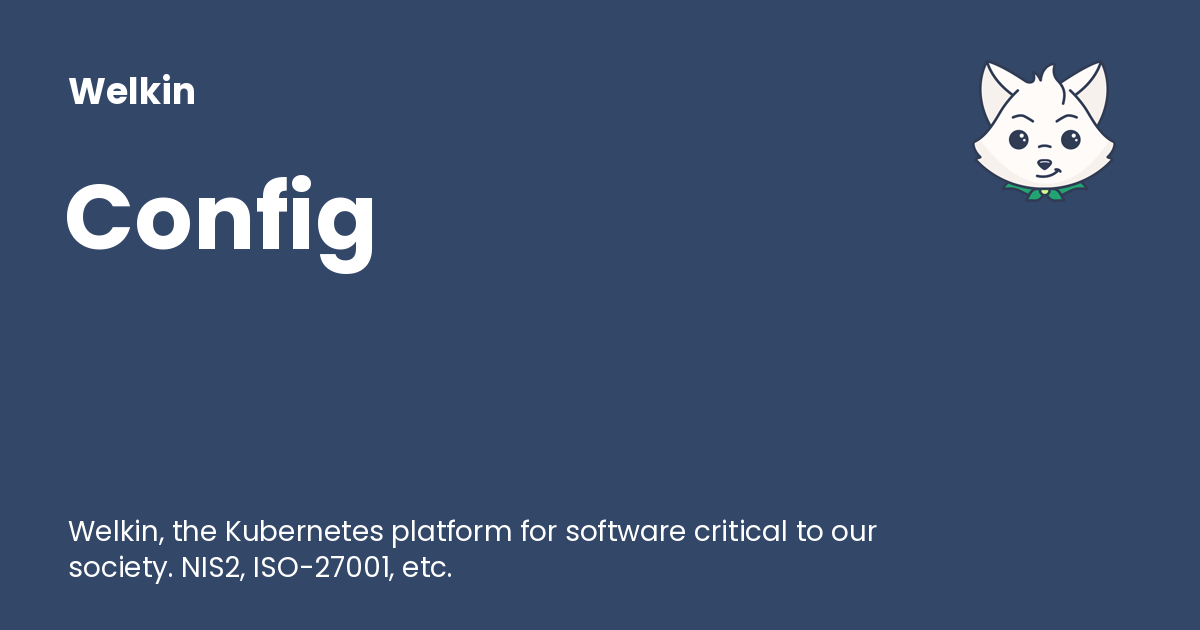 Welkin
Config
Welkin, the Kubernetes platform for software critical to our
society. NIS2, ISO-27001, etc.